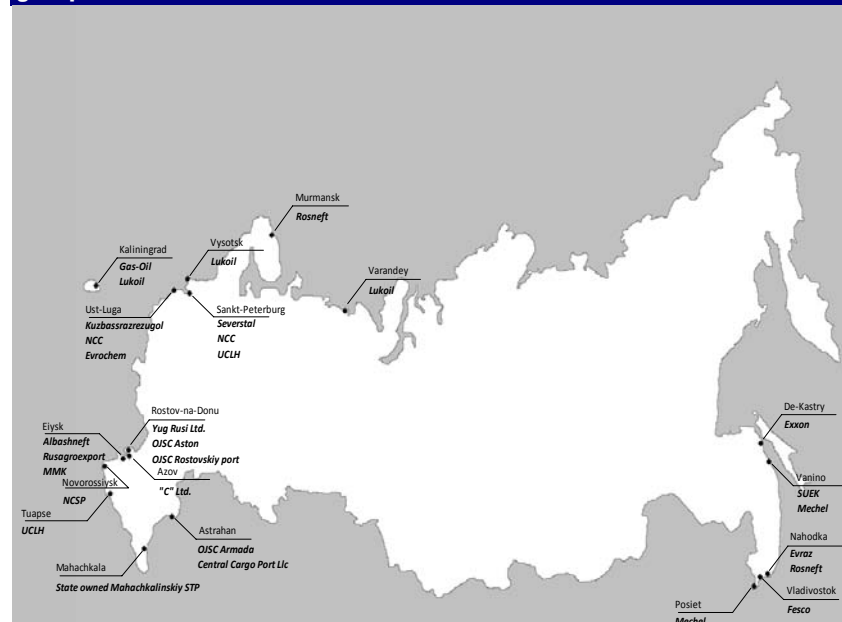 Murmansk
Rosneft
Kaliningrad
Gas-Oil
Lukoil
Vysotsk
Lukoil
Varandey
Lukoil
Ust-Luga
Kuzbassrazrezugol
NCC
Evrochem
Sankt-Peterburg
Severstal
NCC
UCLH
Rostov-na-Donu
Yug Rusi Ltd.
OJSC Aston
OJSC Rostovskiy port
Eiysk
Albashneft
Rusagroexport
MMK
Azov
"C" Ltd.
Novorossiysk
NCSP
Tuapse
UCLH
Astrahan
OJSC Armada
Central Cargo Port Llc
Mahachkala
State owned Mahachkalinskiy STP
De-Kastry
Exxon
Vanino
SUEK
Mechel
Nahodka
Evraz
Rosneft
Vladivostok
Fesco
Posiet
Mechel